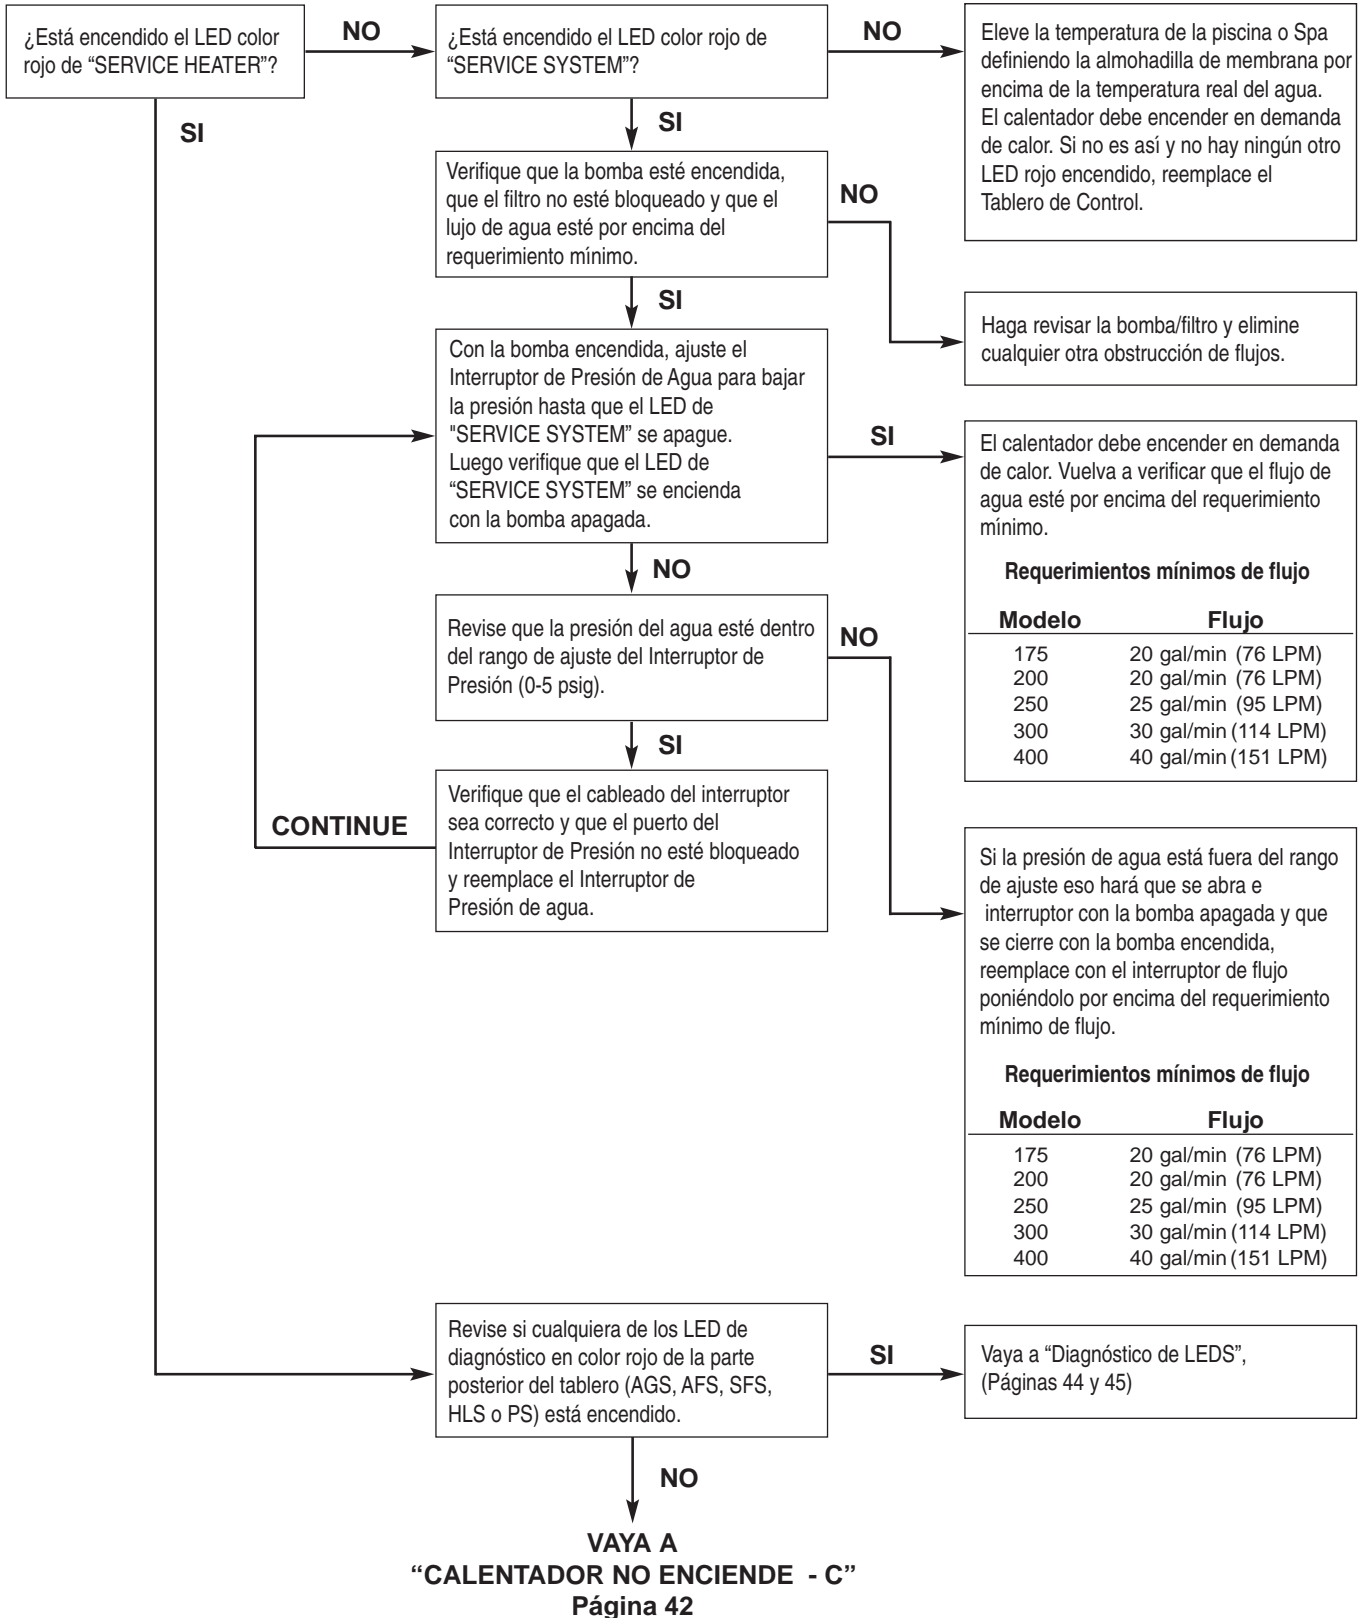 ¿Está encendido el LED color
rojo de “SERVICE HEATER”?
NO
¿Está encendido el LED color rojo de
“SERVICE SYSTEM”?
NO
Eleve la temperatura de la piscina o Spa
definiendo la almohadilla de membrana por
encima de la temperatura real del agua.
El calentador debe encender en demanda
de calor. Si no es así y no hay ningún otro
LED rojo encendido, reemplace el
Tablero de Control.
SI
SI
Verifique que la bomba esté encendida,
que el filtro no esté bloqueado y que el
lujo de agua esté por encima del
requerimiento mínimo.
NO
Haga revisar la bomba/filtro y elimine
cualquier otra obstrucción de flujos.
SI
Con la bomba encendida, ajuste el
Interruptor de Presión de Agua para bajar
la presión hasta que el LED de
"SERVICE SYSTEM” se apague.
Luego verifique que el LED de
“SERVICE SYSTEM” se encienda
con la bomba apagada.
SI
El calentador debe encender en demanda
de calor. Vuelva a verificar que el flujo de
agua esté por encima del requerimiento
mínimo.
Requerimientos mínimos de flujo
Modelo Flujo
175 20 gal/min (76 LPM)
200 20 gal/min (76 LPM)
250 25 gal/min (95 LPM)
300 30 gal/min (114 LPM)
400 40 gal/min (151 LPM)
NO
Revise que la presión del agua esté dentro
del rango de ajuste del Interruptor de
Presión (0-5 psig).
NO
SI
Verifique que el cableado del interruptor
sea correcto y que el puerto del
Interruptor de Presión no esté bloqueado
y reemplace el Interruptor de
Presión de agua.
CONTINUE
Si la presión de agua está fuera del rango
de ajuste eso hará que se abra e
interruptor con la bomba apagada y que
se cierre con la bomba encendida,
reemplace con el interruptor de flujo
poniéndolo por encima del requerimiento
mínimo de flujo.
Requerimientos mínimos de flujo
Modelo Flujo
175 20 gal/min (76 LPM)
200 20 gal/min (76 LPM)
250 25 gal/min (95 LPM)
300 30 gal/min (114 LPM)
400 40 gal/min (151 LPM)
Revise si cualquiera de los LED de
diagnóstico en color rojo de la parte
posterior del tablero (AGS, AFS, SFS,
HLS o PS) está encendido.
SI
Vaya a “Diagnóstico de LEDS”,
(Páginas 44 y 45)
NO
VAYA A
“CALENTADOR NO ENCIENDE - C”
Página 42